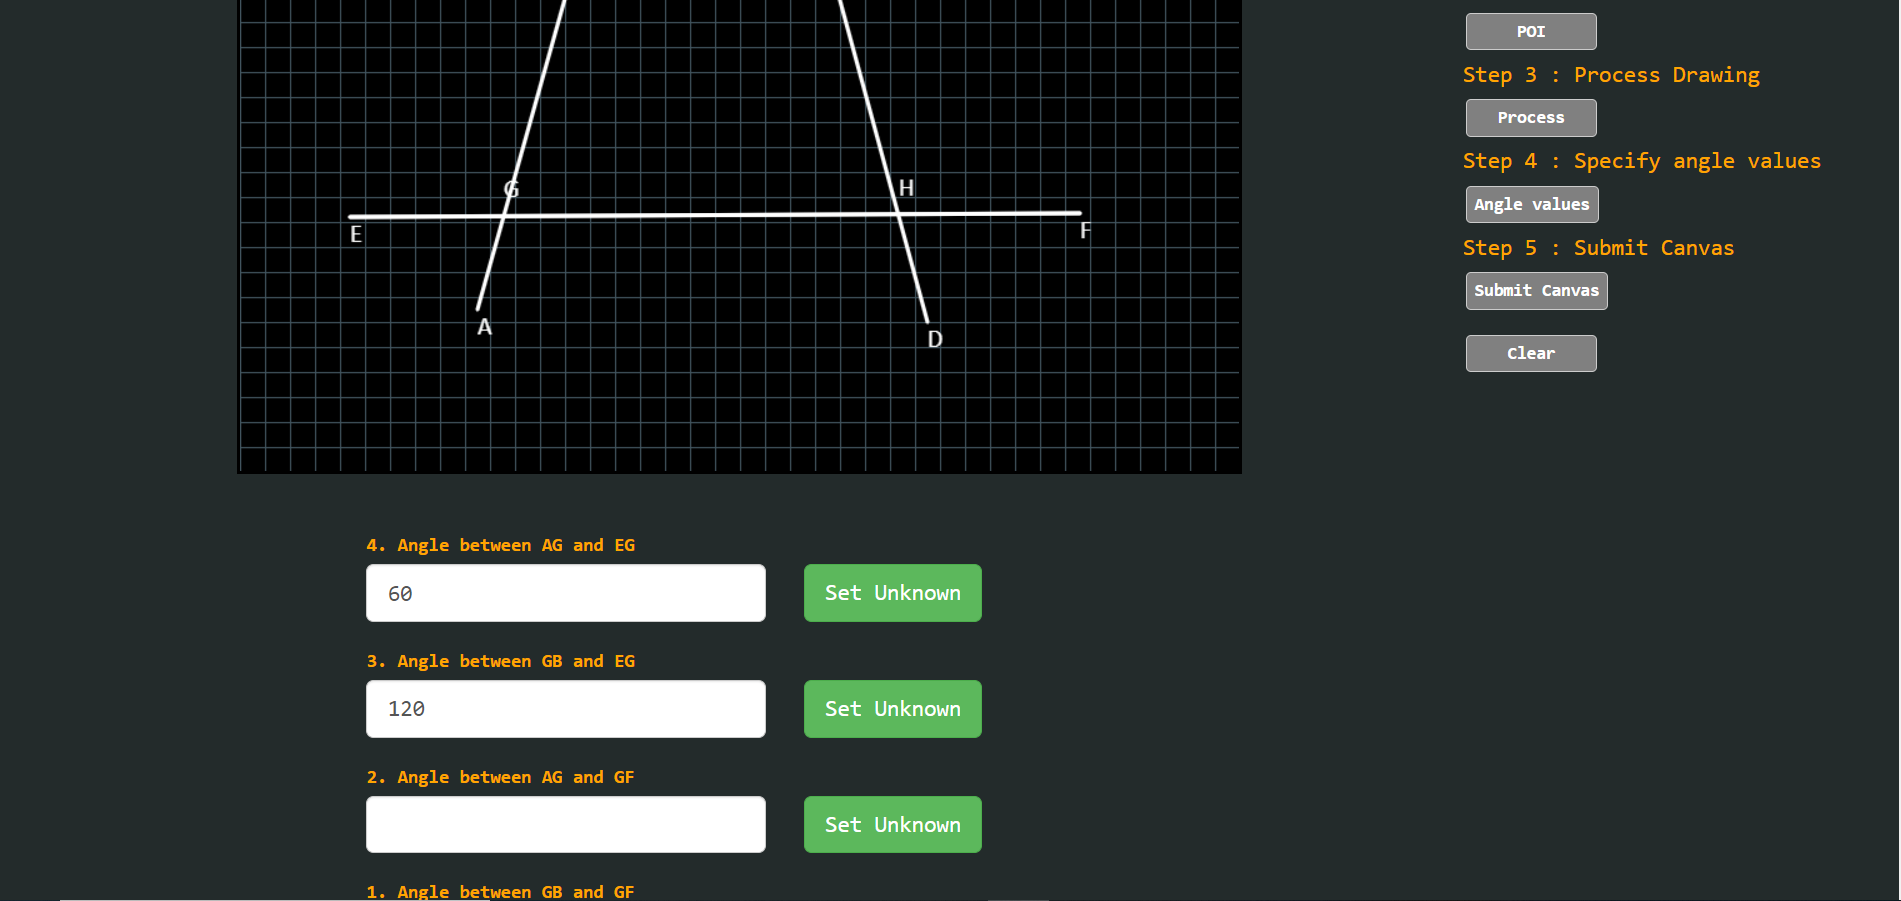 POI
Step 3 : Process Drawing
Process
Step 4 : Specify angle values
Angle values
Step 5 : Submit Canvas
Submit Canvas
Clear
G
H
E
F
A
D
4. Angle between AG and EG
60
Set Unknown
3. Angle between GB and EG
120
Set Unknown
2. Angle between AG and GF
Set Unknown
1. Angle between GB and GF